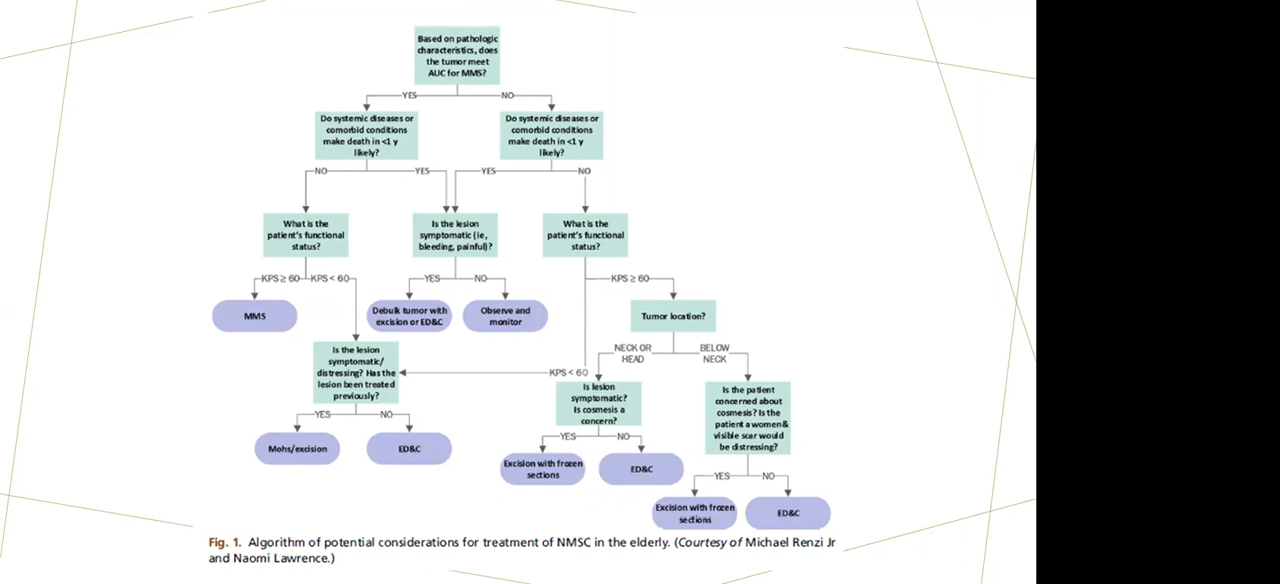 Based on pathologic
characteristics, does
the tumor meet
AUC for MMS?
YES
NO
Do systemic diseases or
comorbid conditions
make death in <1 y
likely?
Do systemic diseases or
comorbid conditions
make death in <1 y
likely?
NO
YES
YES
NO
What is the
patient's functional
status?
Is the lesion
symptomatic (ie,
bleeding, painful)?
What is the
patient's functional
status?
KPS ≥ 60
KPS < 60
YES
NO
KPS ≥ 60
MMS
Debulk tumor with
excision or ED&C
Observe and
monitor
Tumor location?
Is the lesion
symptomatic/
distressing? Has the
lesion been treated
previously?
KPS < 60
NECK OR
HEAD
BELOW
NECK
Is lesion
symptomatic?
Is cosmesis a
concern?
Is the patient
concerned about
cosmesis? Is the
patient a women&
visible scar would
be distressing?
YES
NO
Mohs/excision
ED&C
YES
NO
Excision with frozen
sections
ED&C
YES
NO
Excision with frozen
sections
ED&C
Fig. 1. Algorithm of potential considerations for treatment of NMSC in the elderly. (Courtesy of Michael Renzi Jr
and Naomi Lawrence.)